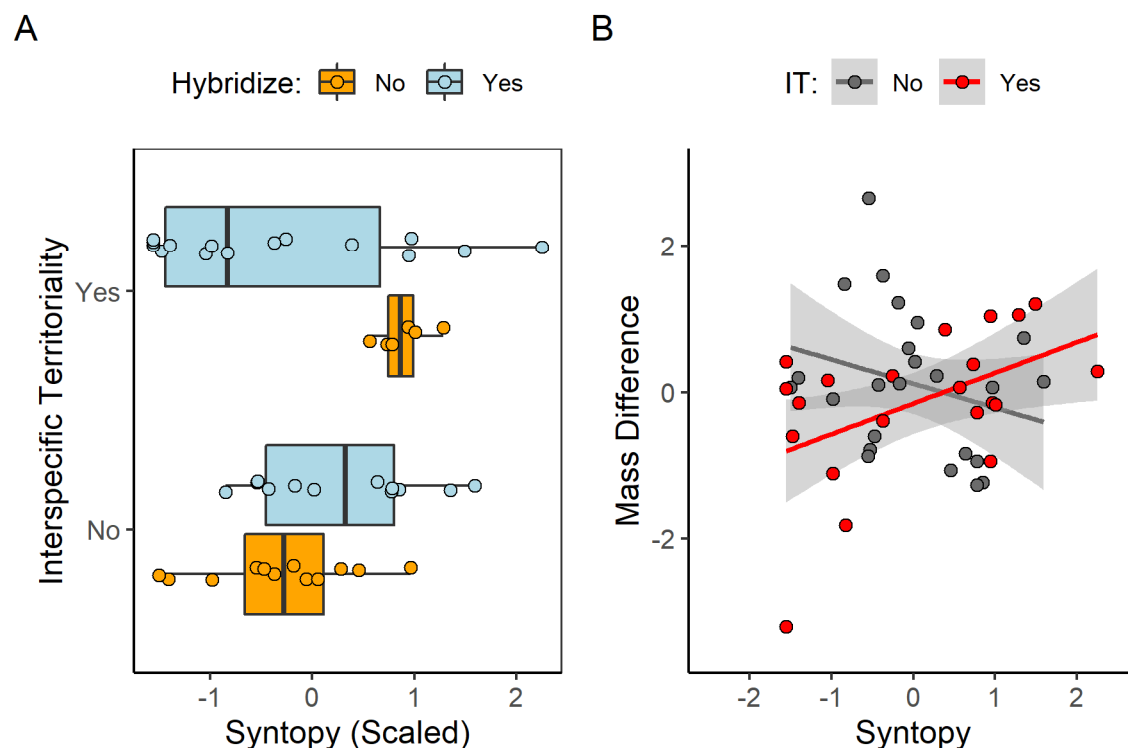 A
Hybridize: No Yes
Interspecific Territoriality
Yes
No
-1 0 1 2
Syntopy (Scaled)
B
IT: No Yes
Mass Difference
2
0
-2
-2 -1 0 1 2
Syntopy